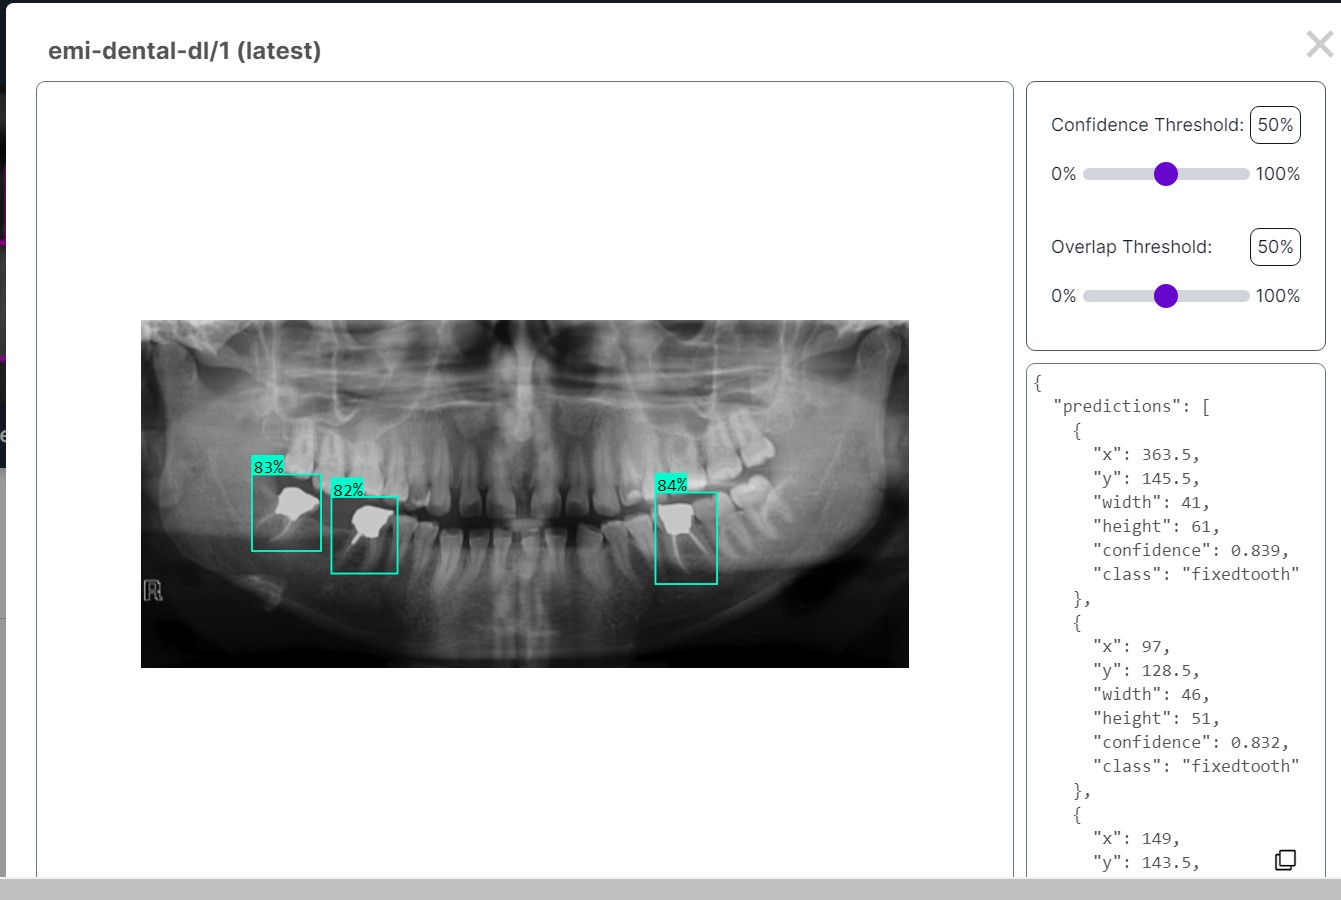 emi-dental-dl/1 (latest)
Confidence Threshold: 50%
0% 100%
Overlap Threshold: 50%
0% 100%
83%
82%
84%
R
{
"predictions": [
{
"x": 363.5,
"y": 145.5,
"width": 41,
"height": 61,
"confidence": 0.839,
"class": "fixedtooth"
},
{
"x": 97,
"y": 128.5,
"width": 46,
"height": 51,
"confidence": 0.832,
"class": "fixedtooth"
},
{
"x": 149,
"y": 143.5,